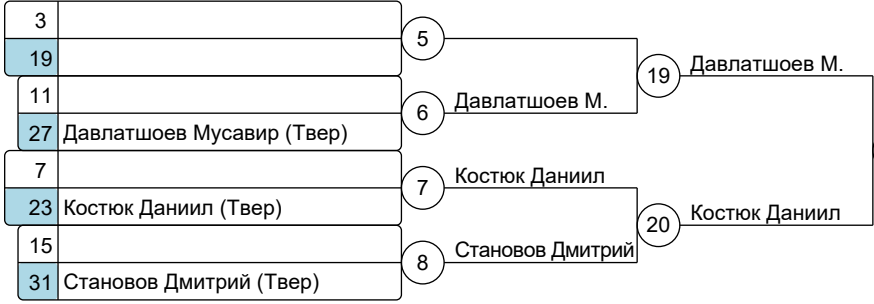 3
19
5
11
27 Давлатшоев Мусавир (Твер)
6
Давлатшоев М.
19
Давлатшоев М.
7
23 Костюк Даниил (Твер)
7
Костюк Даниил
15
31 Становов Дмитрий (Твер)
8
Становов Дмитрий
20
Костюк Даниил